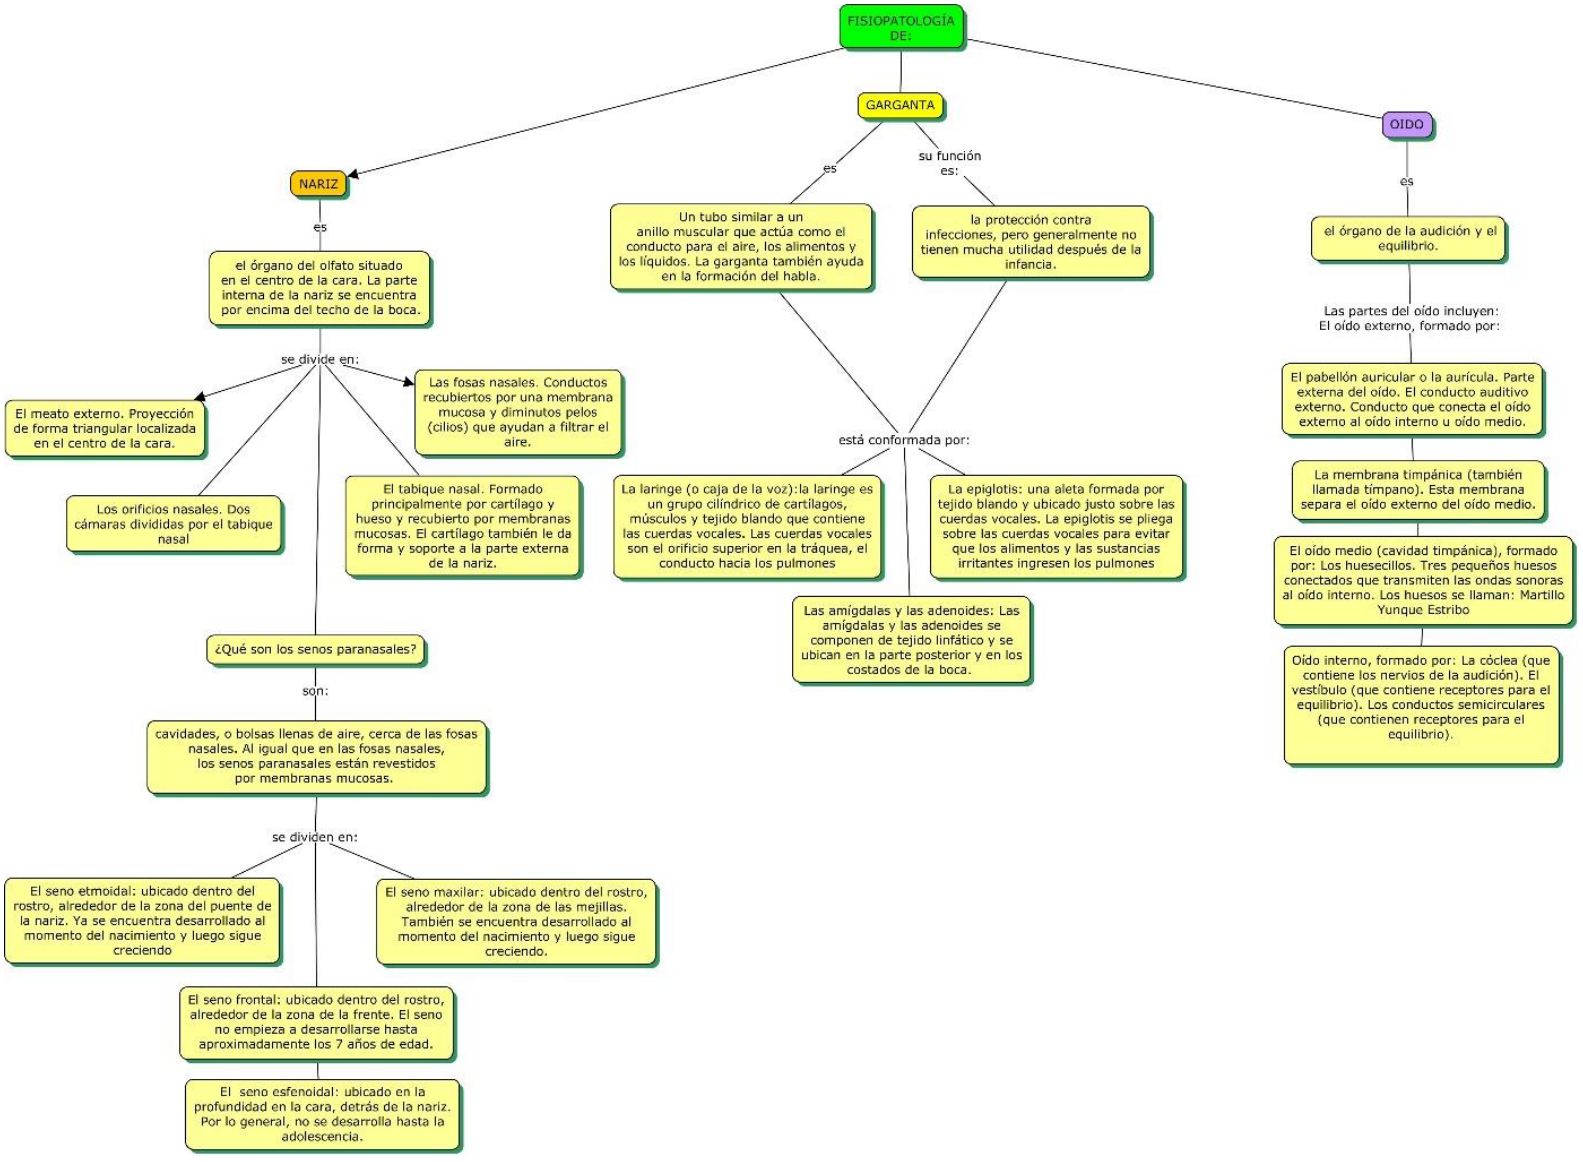 FISIOPATOLOGÍA
DE:
GARGANTA
OIDO
NARIZ
es
el órgano del olfato situado
en el centro de la cara. La parte
interna de la nariz se encuentra
por encima del techo de la boca.
se divide en:
El meato externo. Proyección
de forma triangular localizada
en el centro de la cara.
Los orificios nasales. Dos
cámaras divididas por el tabique
nasal
Las fosas nasales. Conductos
recubiertos por una membrana
mucosa y diminutos pelos
(cilios) que ayudan a filtrar el
aire.
El tabique nasal. Formado
principalmente por cartílago y
hueso y recubierto por membranas
mucosas. El cartílago también le da
forma y soporte a la parte externa
de la nariz.
¿Qué son los senos paranasales?
son:
cavidades, o bolsas llenas de aire, cerca de las fosas
nasales. Al igual que en las fosas nasales,
los senos paranasales están revestidos
por membranas mucosas.
se dividen en:
El seno etmoidal: ubicado dentro del
rostro, alrededor de la zona del puente de
la nariz. Ya se encuentra desarrollado al
momento del nacimiento y luego sigue
creciendo
El seno maxilar: ubicado dentro del rostro,
alrededor de la zona de las mejillas.
También se encuentra desarrollado al
momento del nacimiento y luego sigue
creciendo.
El seno frontal: ubicado dentro del rostro,
alrededor de la zona de la frente. El seno
no empieza a desarrollarse hasta
aproximadamente los 7 años de edad.
El seno esfenoidal: ubicado en la
profundidad en la cara, detrás de la nariz.
Por lo general, no se desarrolla hasta la
adolescencia.
es
Un tubo similar a un
anillo muscular que actúa como el
conducto para el aire, los alimentos y
los líquidos. La garganta también ayuda
en la formación del habla.
su función
es:
la protección contra
infecciones, pero generalmente no
tienen mucha utilidad después de la
infancia.
está conformada por:
La laringe (o caja de la voz):la laringe es
un grupo cilíndrico de cartílagos,
músculos y tejido blando que contiene
las cuerdas vocales. Las cuerdas vocales
son el orificio superior en la tráquea, el
conducto hacia los pulmones
La epiglotis: una aleta formada por
tejido blando y ubicado justo sobre las
cuerdas vocales. La epiglotis se pliega
sobre las cuerdas vocales para evitar
que los alimentos y las sustancias
irritantes ingresen los pulmones
Las amígdalas y las adenoides: Las
amígdalas y las adenoides se
componen de tejido linfático y se
ubican en la parte posterior y en los
costados de la boca.
es
el órgano de la audición y el
equilibrio.
Las partes del oído incluyen:
El oído externo, formado por:
El pabellón auricular o la aurícula. Parte
externa del oído. El conducto auditivo
externo. Conducto que conecta el oído
externo al oído interno u oído medio.
La membrana timpánica (también
llamada tímpano). Esta membrana
separa el oído externo del oído medio.
El oído medio (cavidad timpánica), formado
por: Los huesecillos. Tres pequeños huesos
conectados que transmiten las ondas sonoras
al oído interno. Los huesos se llaman: Martillo
Yunque Estribo
Oído interno, formado por: La cóclea (que
contiene los nervios de la audición). El
vestíbulo (que contiene receptores para el
equilibrio). Los conductos semicirculares
(que contienen receptores para el
equilibrio).